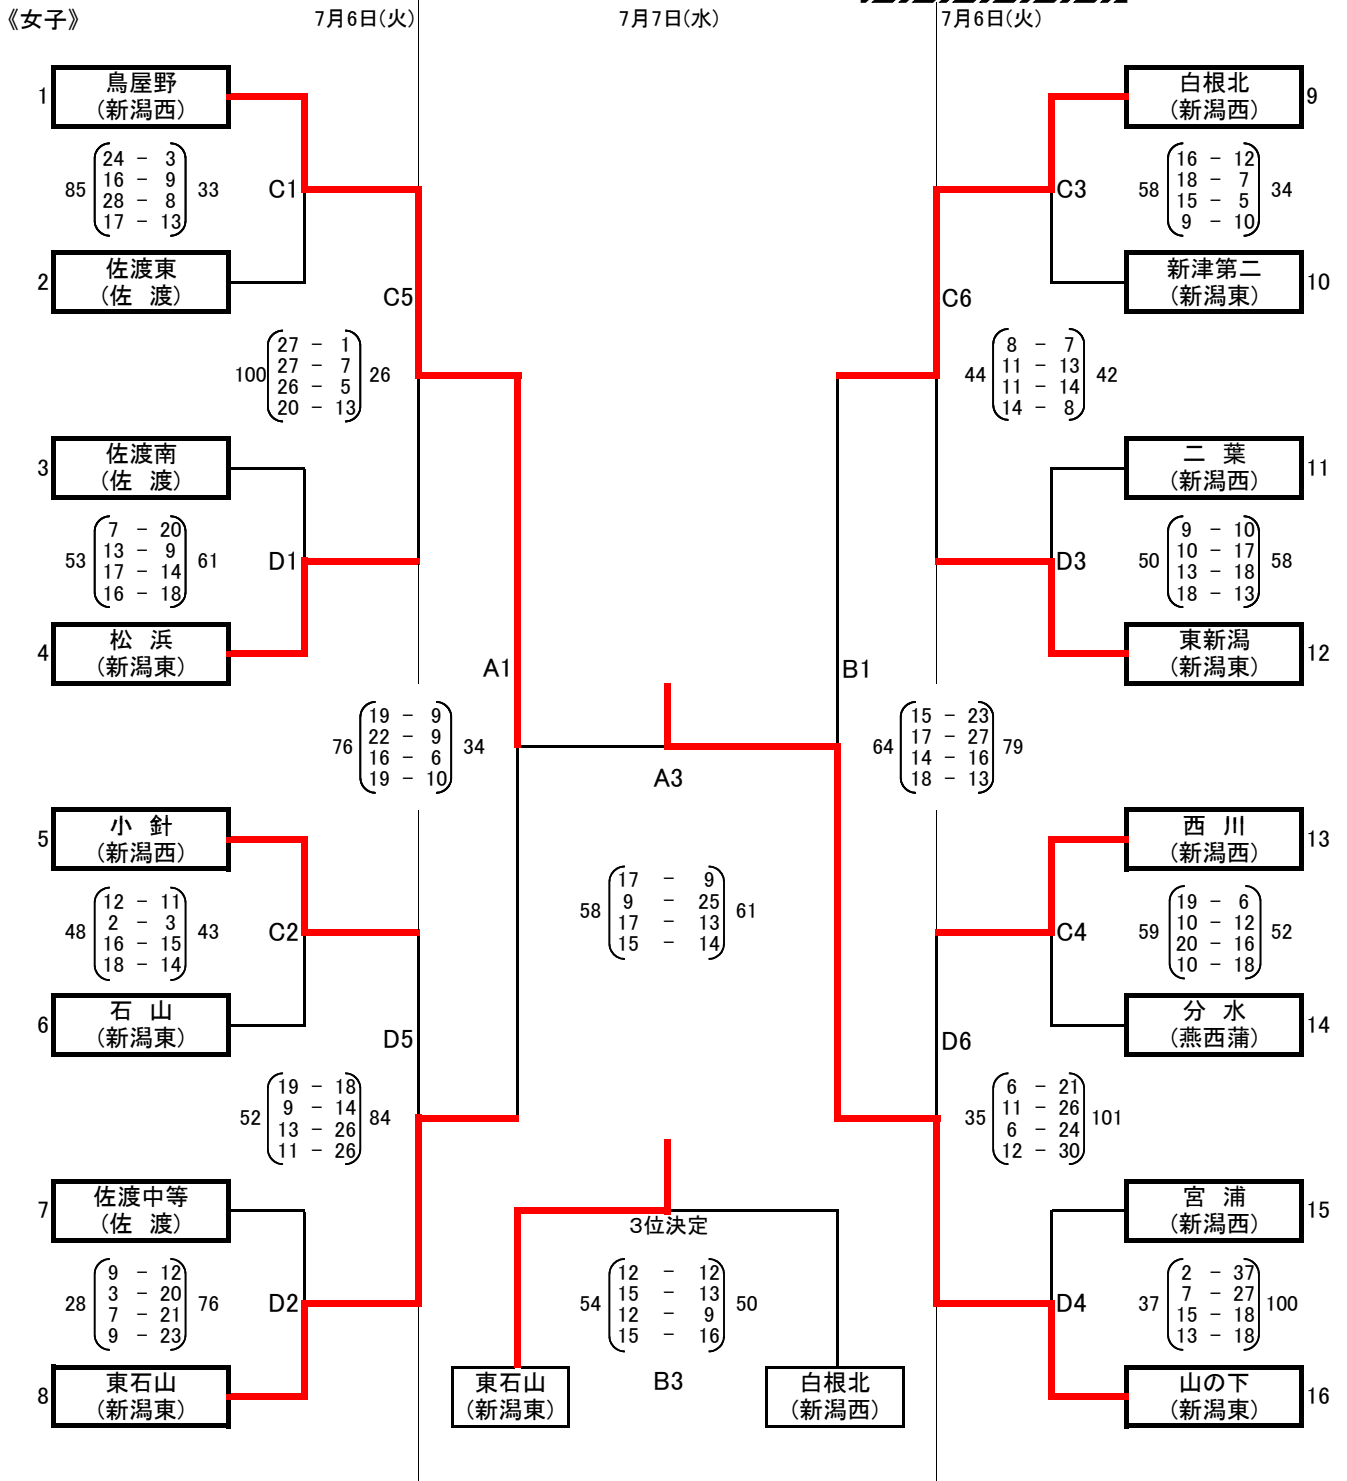 《女子》
7月6日(火)
7月7日(水)
7月6日(火)
1
鳥屋野
(新潟西)
85
24 - 3
16 - 9
28 - 8
17 - 13
33
C1
2
佐渡東
(佐 渡)
C5
100
27 - 1
27 - 7
26 - 5
20 - 13
26
3
佐渡南
(佐 渡)
53
7 - 20
13 - 9
17 - 14
16 - 18
61
D1
4
松 浜
(新潟東)
A1
76
19 - 9
22 - 9
16 - 6
19 - 10
34
5
小 針
(新潟西)
48
12 - 11
2 - 3
16 - 15
18 - 14
43
C2
6
石 山
(新潟東)
D5
52
19 - 18
9 - 14
13 - 26
11 - 26
84
7
佐渡中等
(佐 渡)
28
9 - 12
3 - 20
7 - 21
9 - 23
76
D2
8
東石山
(新潟東)
A3
58
17 - 9
9 - 25
17 - 13
15 - 14
61
3位決定
54
12 - 12
15 - 13
12 - 9
15 - 16
50
B3
東石山
(新潟東)
白根北
(新潟西)
白根北
(新潟西)
9
C3
58
16 - 12
18 - 7
15 - 5
9 - 10
34
新津第二
(新潟東)
10
C6
44
8 - 7
11 - 13
11 - 14
14 - 8
42
二 葉
(新潟西)
11
D3
50
9 - 10
10 - 17
13 - 18
18 - 13
58
東新潟
(新潟東)
12
B1
64
15 - 23
17 - 27
14 - 16
18 - 13
79
西 川
(新潟西)
13
C4
59
19 - 6
10 - 12
20 - 16
10 - 18
52
分 水
(燕西蒲)
14
D6
35
6 - 21
11 - 26
6 - 24
12 - 30
101
宮 浦
(新潟西)
15
D4
37
2 - 37
7 - 27
15 - 18
13 - 18
100
山の下
(新潟東)
16